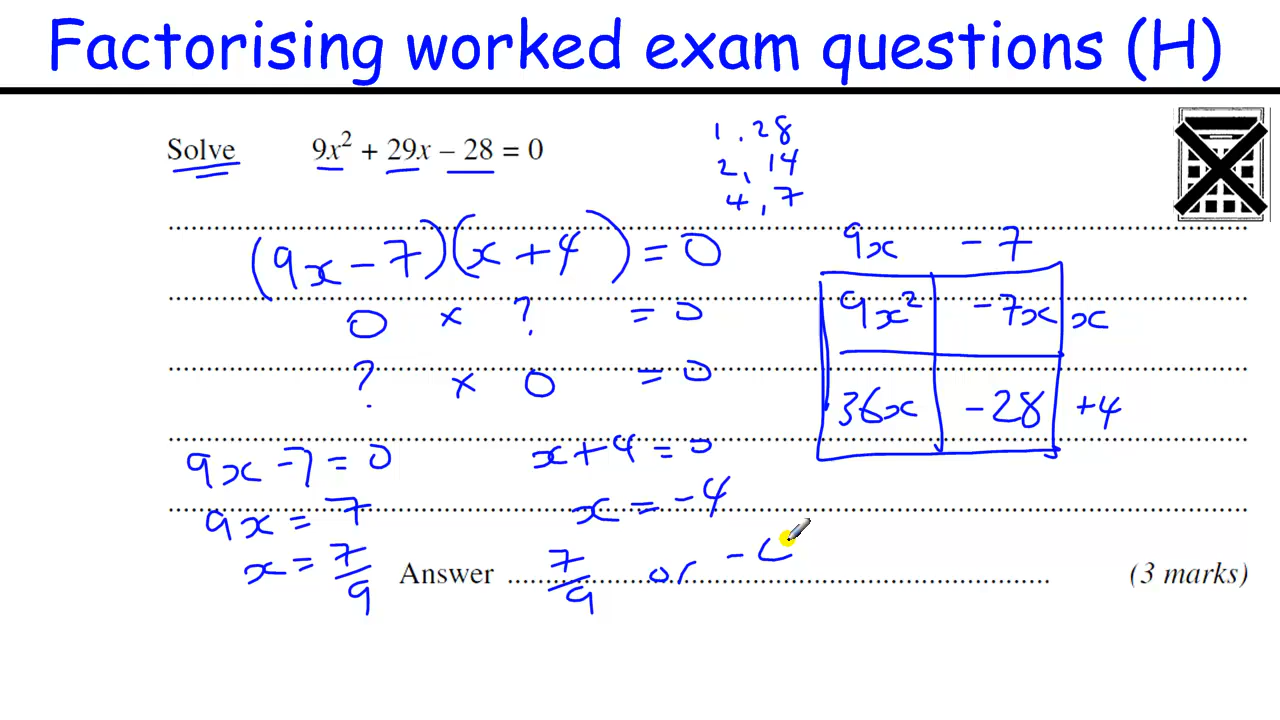 Factorising worked exam questions (H)
1, 28
Solve 9x² + 29x – 28 = 0
2, 14
4, 7
9x - 7
(9x - 7)(x + 4) = 0
9x² -7x x
0 × ? = 0
? × 0 = 0
36x -28 +4
9x - 7 = 0 x + 4 = 0
9x = 7 x = -4
x = 7/9 Answer 7/9 or - (3 marks)